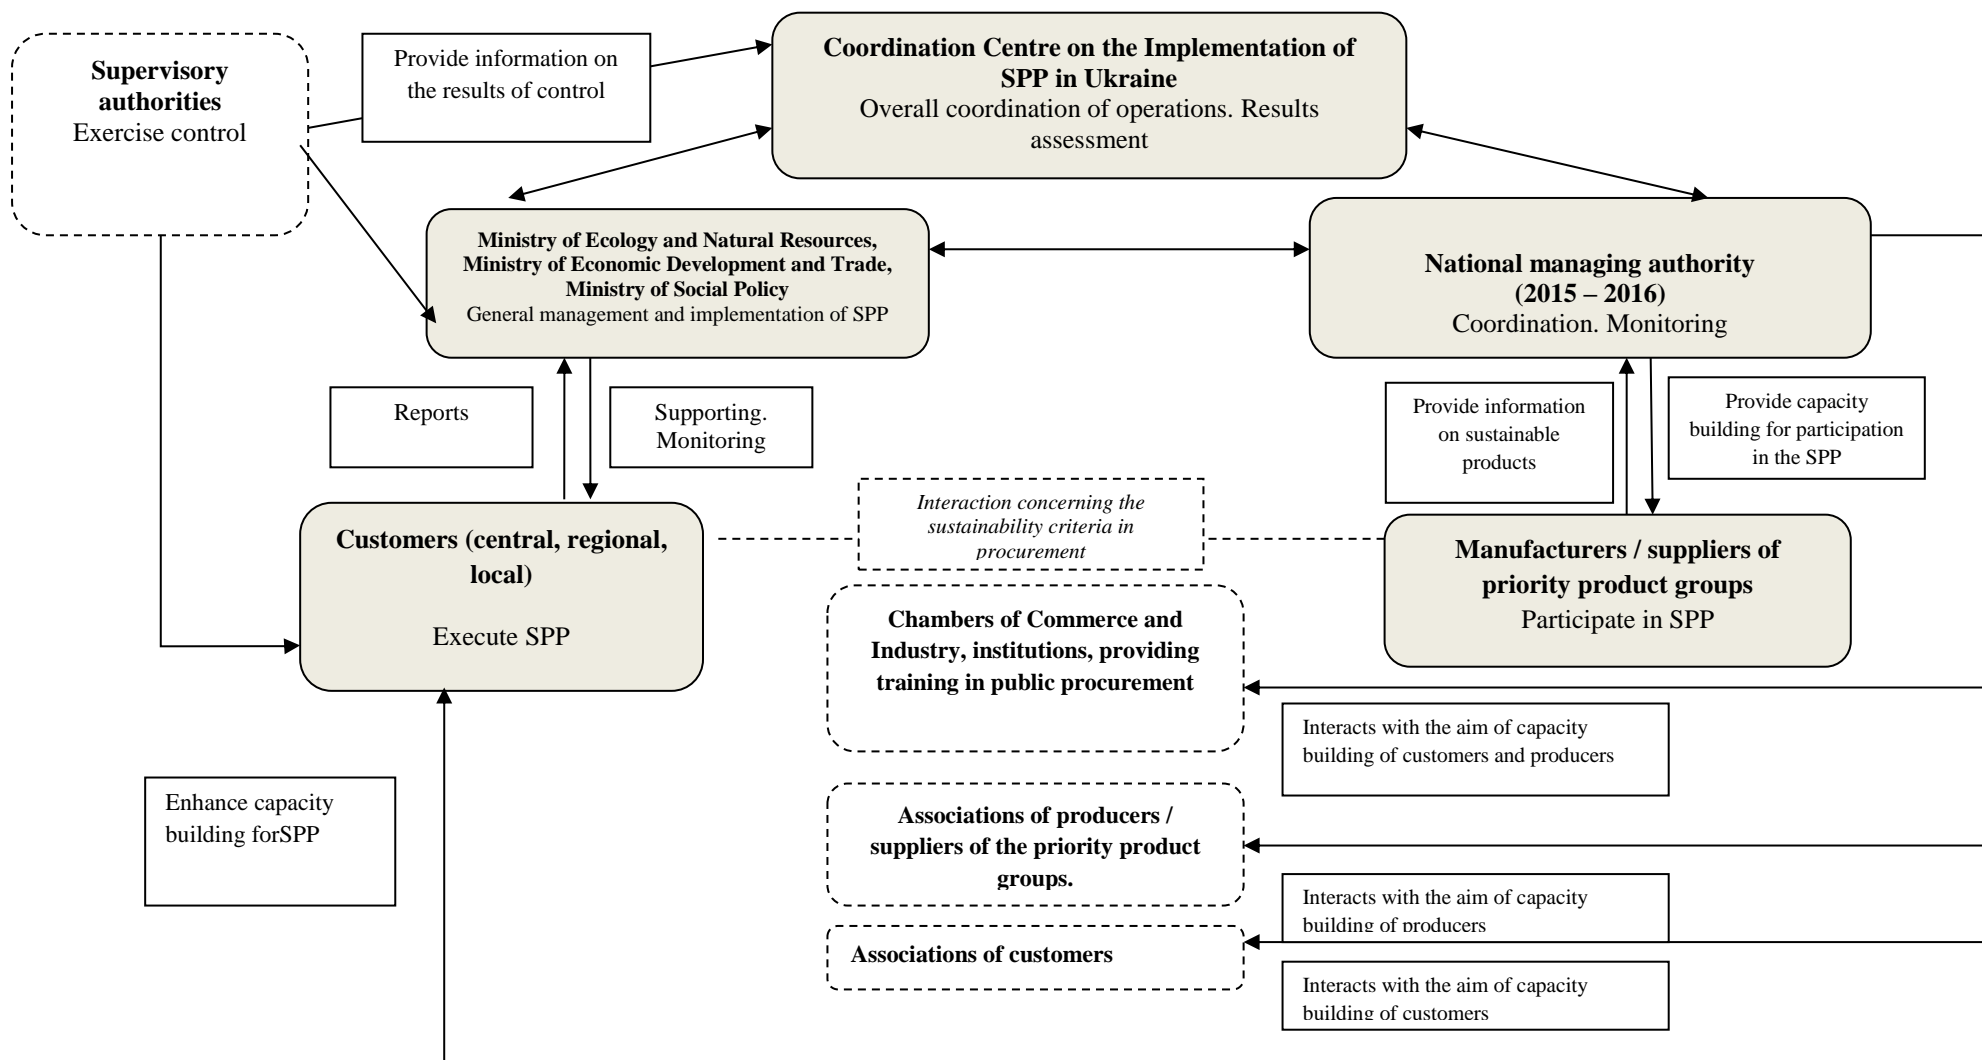 Supervisory
authorities
Exercise control
Provide information on
the results of control
Coordination Centre on the Implementation of
SPP in Ukraine
Overall coordination of operations. Results
assessment
Ministry of Ecology and Natural Resources,
Ministry of Economic Development and Trade,
Ministry of Social Policy
General management and implementation of SPP
National managing authority
(2015 – 2016)
Coordination. Monitoring
Reports
Supporting.
Monitoring
Provide information
on sustainable
products
Provide capacity
building for participation
in the SPP
Customers (central, regional,
local)
Execute SPP
Interaction concerning the
sustainability criteria in
procurement
Manufacturers / suppliers of
priority product groups
Participate in SPP
Chambers of Commerce and
Industry, institutions, providing
training in public procurement
Interacts with the aim of capacity
building of customers and producers
Enhance capacity
building forSPP
Associations of producers /
suppliers of the priority product
groups.
Interacts with the aim of capacity
building of producers
Associations of customers
Interacts with the aim of capacity
building of customers